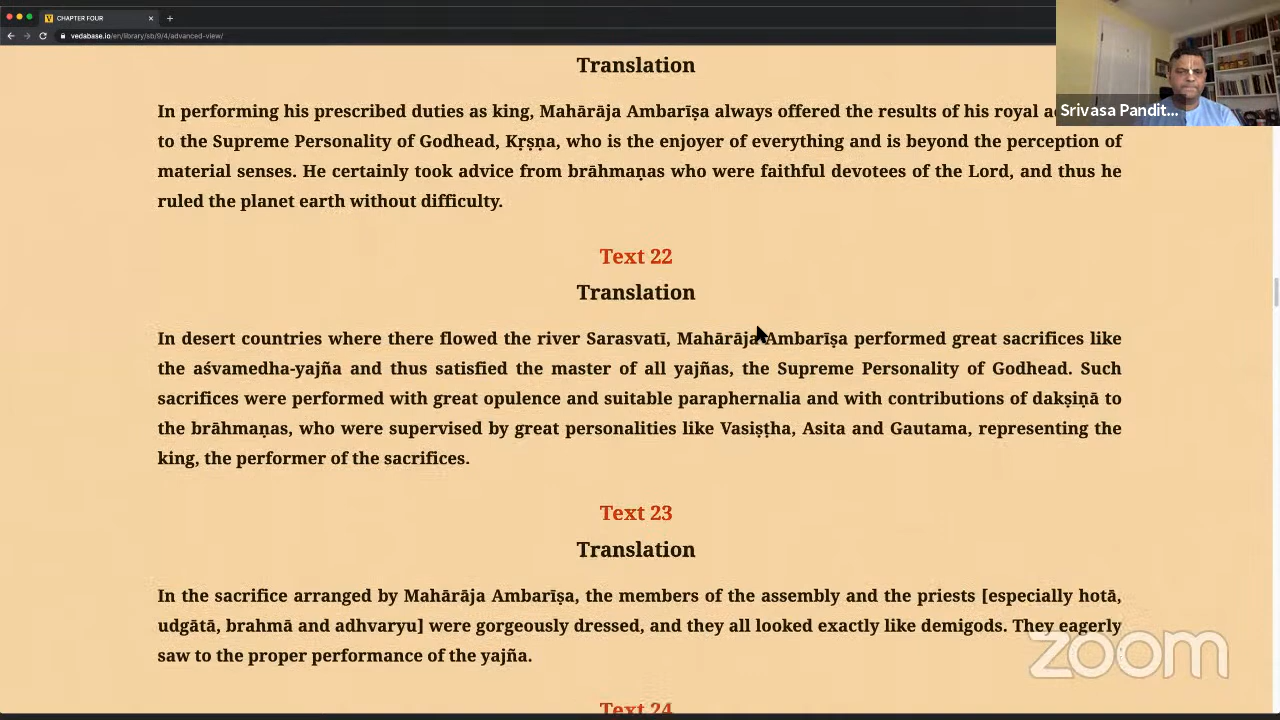 CHAPTER FOUR
vedabase.io/en/library/sb/9/4/advanced-view/
Srivasa Pandit...
Translation
In performing his prescribed duties as king, Mahārāja Ambarīṣa always offered the results of his royal
to the Supreme Personality of Godhead, Kṛṣṇa, who is the enjoyer of everything and is beyond the perception of
material senses. He certainly took advice from brāhmaṇas who were faithful devotees of the Lord, and thus he
ruled the planet earth without difficulty.
Text 22
Translation
In desert countries where there flowed the river Sarasvatī, Mahārāja Ambarīṣa performed great sacrifices like
the aśvamedha-yajña and thus satisfied the master of all yajñas, the Supreme Personality of Godhead. Such
sacrifices were performed with great opulence and suitable paraphernalia and with contributions of dakṣiṇā to
the brāhmaṇas, who were supervised by great personalities like Vasiṣṭha, Asita and Gautama, representing the
king, the performer of the sacrifices.
Text 23
Translation
In the sacrifice arranged by Mahārāja Ambarīṣa, the members of the assembly and the priests [especially hotā,
udgātā, brahmā and adhvaryu] were gorgeously dressed, and they all looked exactly like demigods. They eagerly
saw to the proper performance of the yajña.
zoom
Text 24